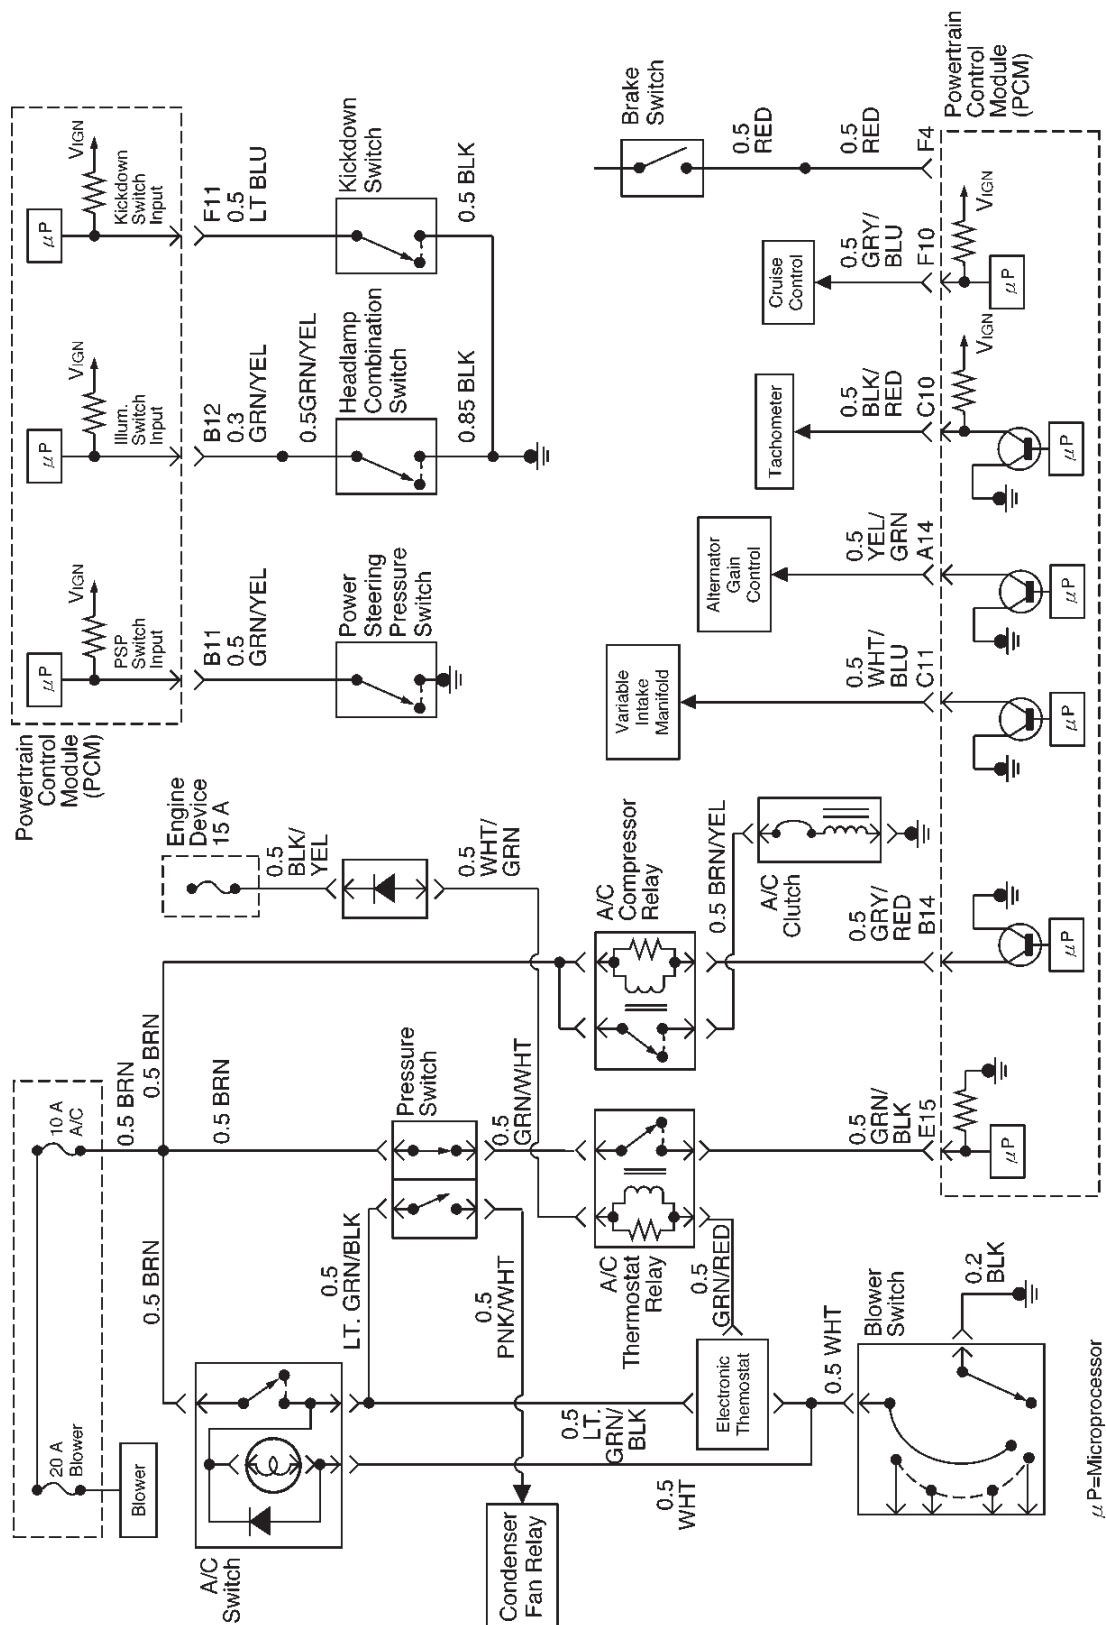 Powertrain
Control
Module
(PCM)
μP
VIGN
PSP
Switch
Input
μP
VIGN
Illum.
Switch
Input
μP
VIGN
Kickdown
Switch
Input
B11
0.5
GRN/YEL
B12
0.3
GRN/YEL
0.5GRN/YEL
F11
0.5
LT BLU
Power
Steering
Pressure
Switch
Headlamp
Combination
Switch
Kickdown
Switch
0.85 BLK
0.5 BLK
20 A
Blower
10 A
A/C
Blower
0.5 BRN
0.5 BRN
0.5 BRN
0.5 BRN
Engine
Device
15 A
0.5
BLK/
YEL
0.5
WHT/
GRN
A/C
Switch
0.5
LT. GRN/BLK
Pressure
Switch
0.5
PNK/WHT
0.5
GRN/WHT
Condenser
Fan Relay
0.5
LT.
GRN/
BLK
0.5
WHT
A/C
Thermostat
Relay
A/C
Compressor
Relay
0.5
GRN/RED
Electronic
Thermostat
0.5 BRN/YEL
A/C
Clutch
0.5 WHT
Blower
Switch
0.2
BLK
0.5
GRN/
BLK
E15
0.5
GRY/
RED
B14
Variable
Intake
Manifold
0.5
WHT/
BLU
C11
Alternator
Gain
Control
0.5
YEL/
GRN
A14
Tachometer
0.5
BLK/
RED
C10
Cruise
Control
0.5
GRY/
BLU
F10
Brake
Switch
0.5
RED
0.5
RED
F4
VIGN
VIGN
μP
μP
μP
μP
μP
μP
Powertrain
Control
Module
(PCM)
μP=Microprocessor